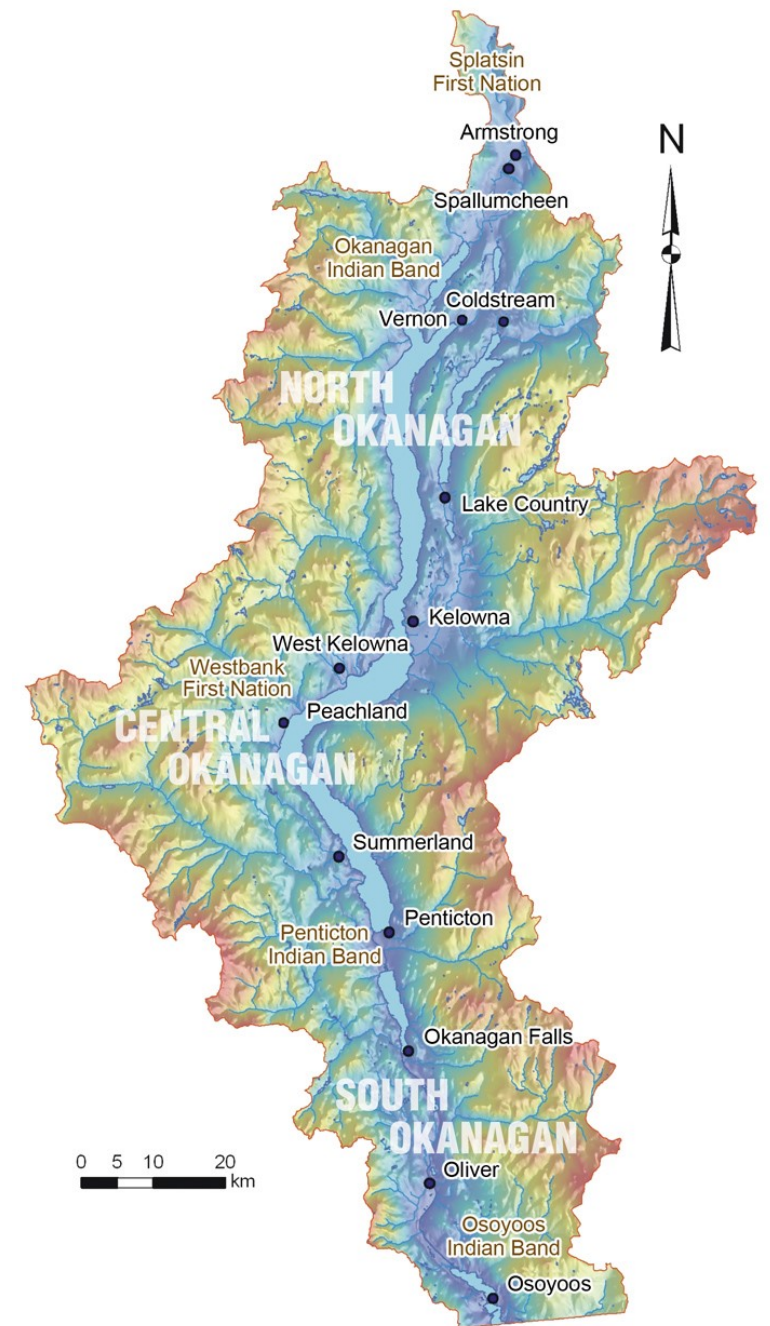 Splatsin
First Nation
Armstrong
N
Spallumcheen
Okanagan
Indian Band
Coldstream
Vernon
NORTH
OKANAGAN
Lake Country
Kelowna
West Kelowna
Westbank
First Nation
Peachland
CENTRAL
OKANAGAN
Summerland
Penticton
Penticton
Indian Band
Okanagan Falls
SOUTH
OKANAGAN
0 5 10 20
km
Oliver
Osoyoos
Indian Band
Osoyoos